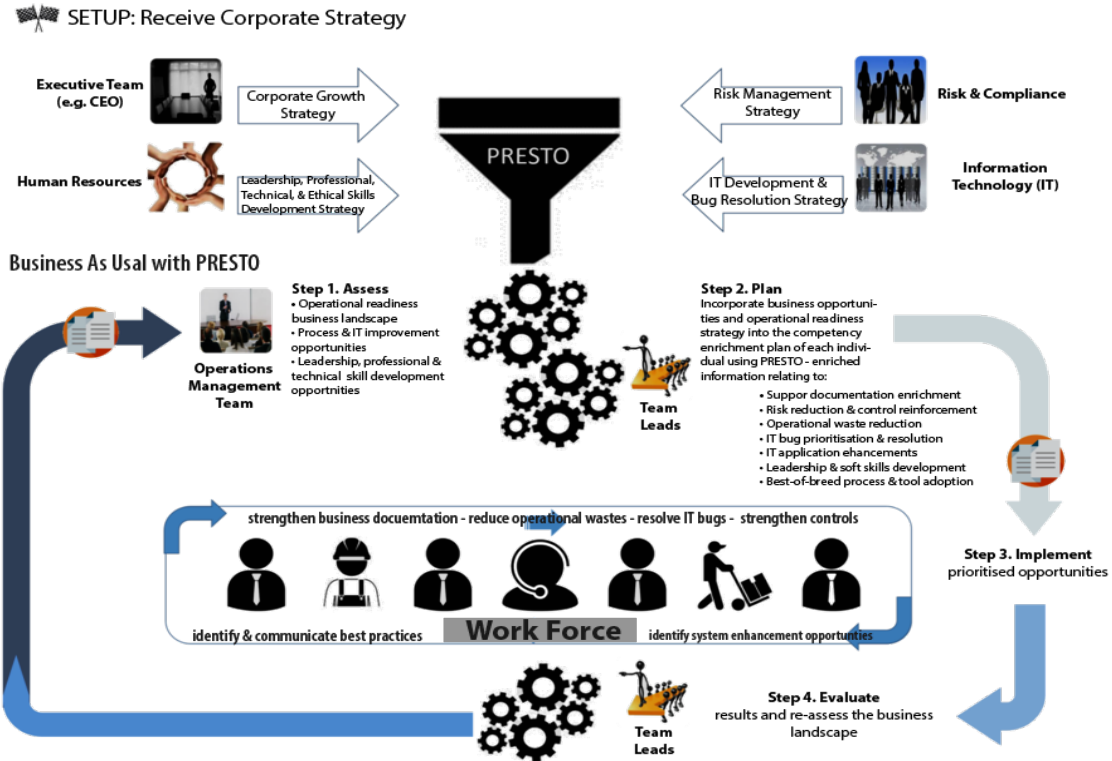 SETUP: Receive Corporate Strategy
Executive Team
(e.g. CEO)
Corporate Growth
Strategy
Human Resources
Leadership, Professional,
Technical, & Ethical Skills
Development Strategy
PRESTO
Risk Management
Strategy
Risk & Compliance
IT Development &
Bug Resolution Strategy
Information
Technology (IT)
Business As Usal with PRESTO
Operations
Management
Team
Step 1. Assess
• Operational readiness
business landscape
• Process & IT improvement
opportunities
• Leadership, professional &
technical skill development
opportnities
Team
Leads
Step 2. Plan
Incorporate business opportuni-
ties and operational readiness
strategy into the competency
enrichment plan of each indivi-
dual using PRESTO - enriched
information relating to:
• Suppor documentation enrichment
• Risk reduction & control reinforcement
• Operational waste reduction
• IT bug prioritisation & resolution
• IT application ehancements
• Leadership & soft skills development
• Best-of-breed process & tool adoption
Step 3. Implement
prioritised opportunities
strengthen business docuemtation - reduce operational wastes - resolve IT bugs - strengthen controls
identify & communicate best practices
Work Force
identify system enhancement opportunties
Team
Leads
Step 4. Evaluate
results and re-assess the business
landscape